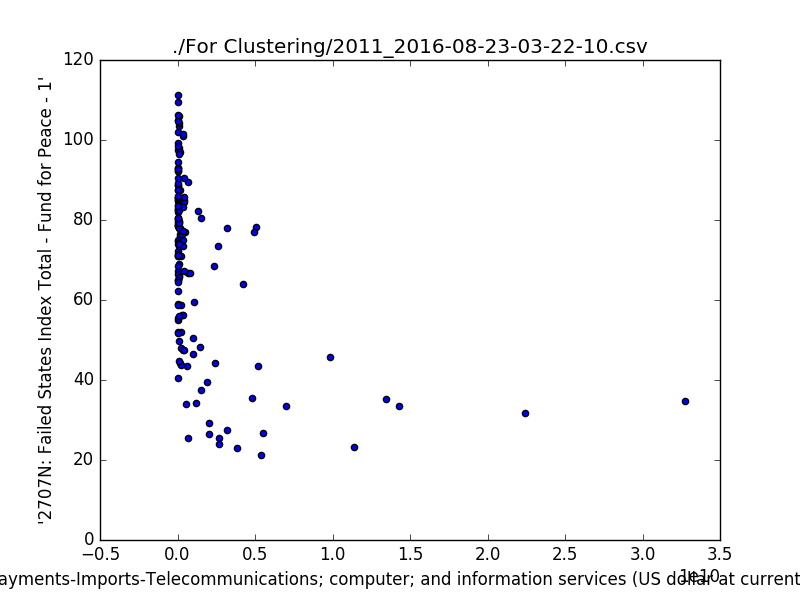 ./For Clustering/2011_2016-08-23-03-22-10.csv
120
100
80
60
40
20
0
'2707N: Failed States Index Total - Fund for Peace - 1'
−0.5 0.0 0.5 1.0 1.5 2.0 2.5 3.0 3.5
1e10
ayments-Imports-Telecommunications; computer; and information services (US dollar at current